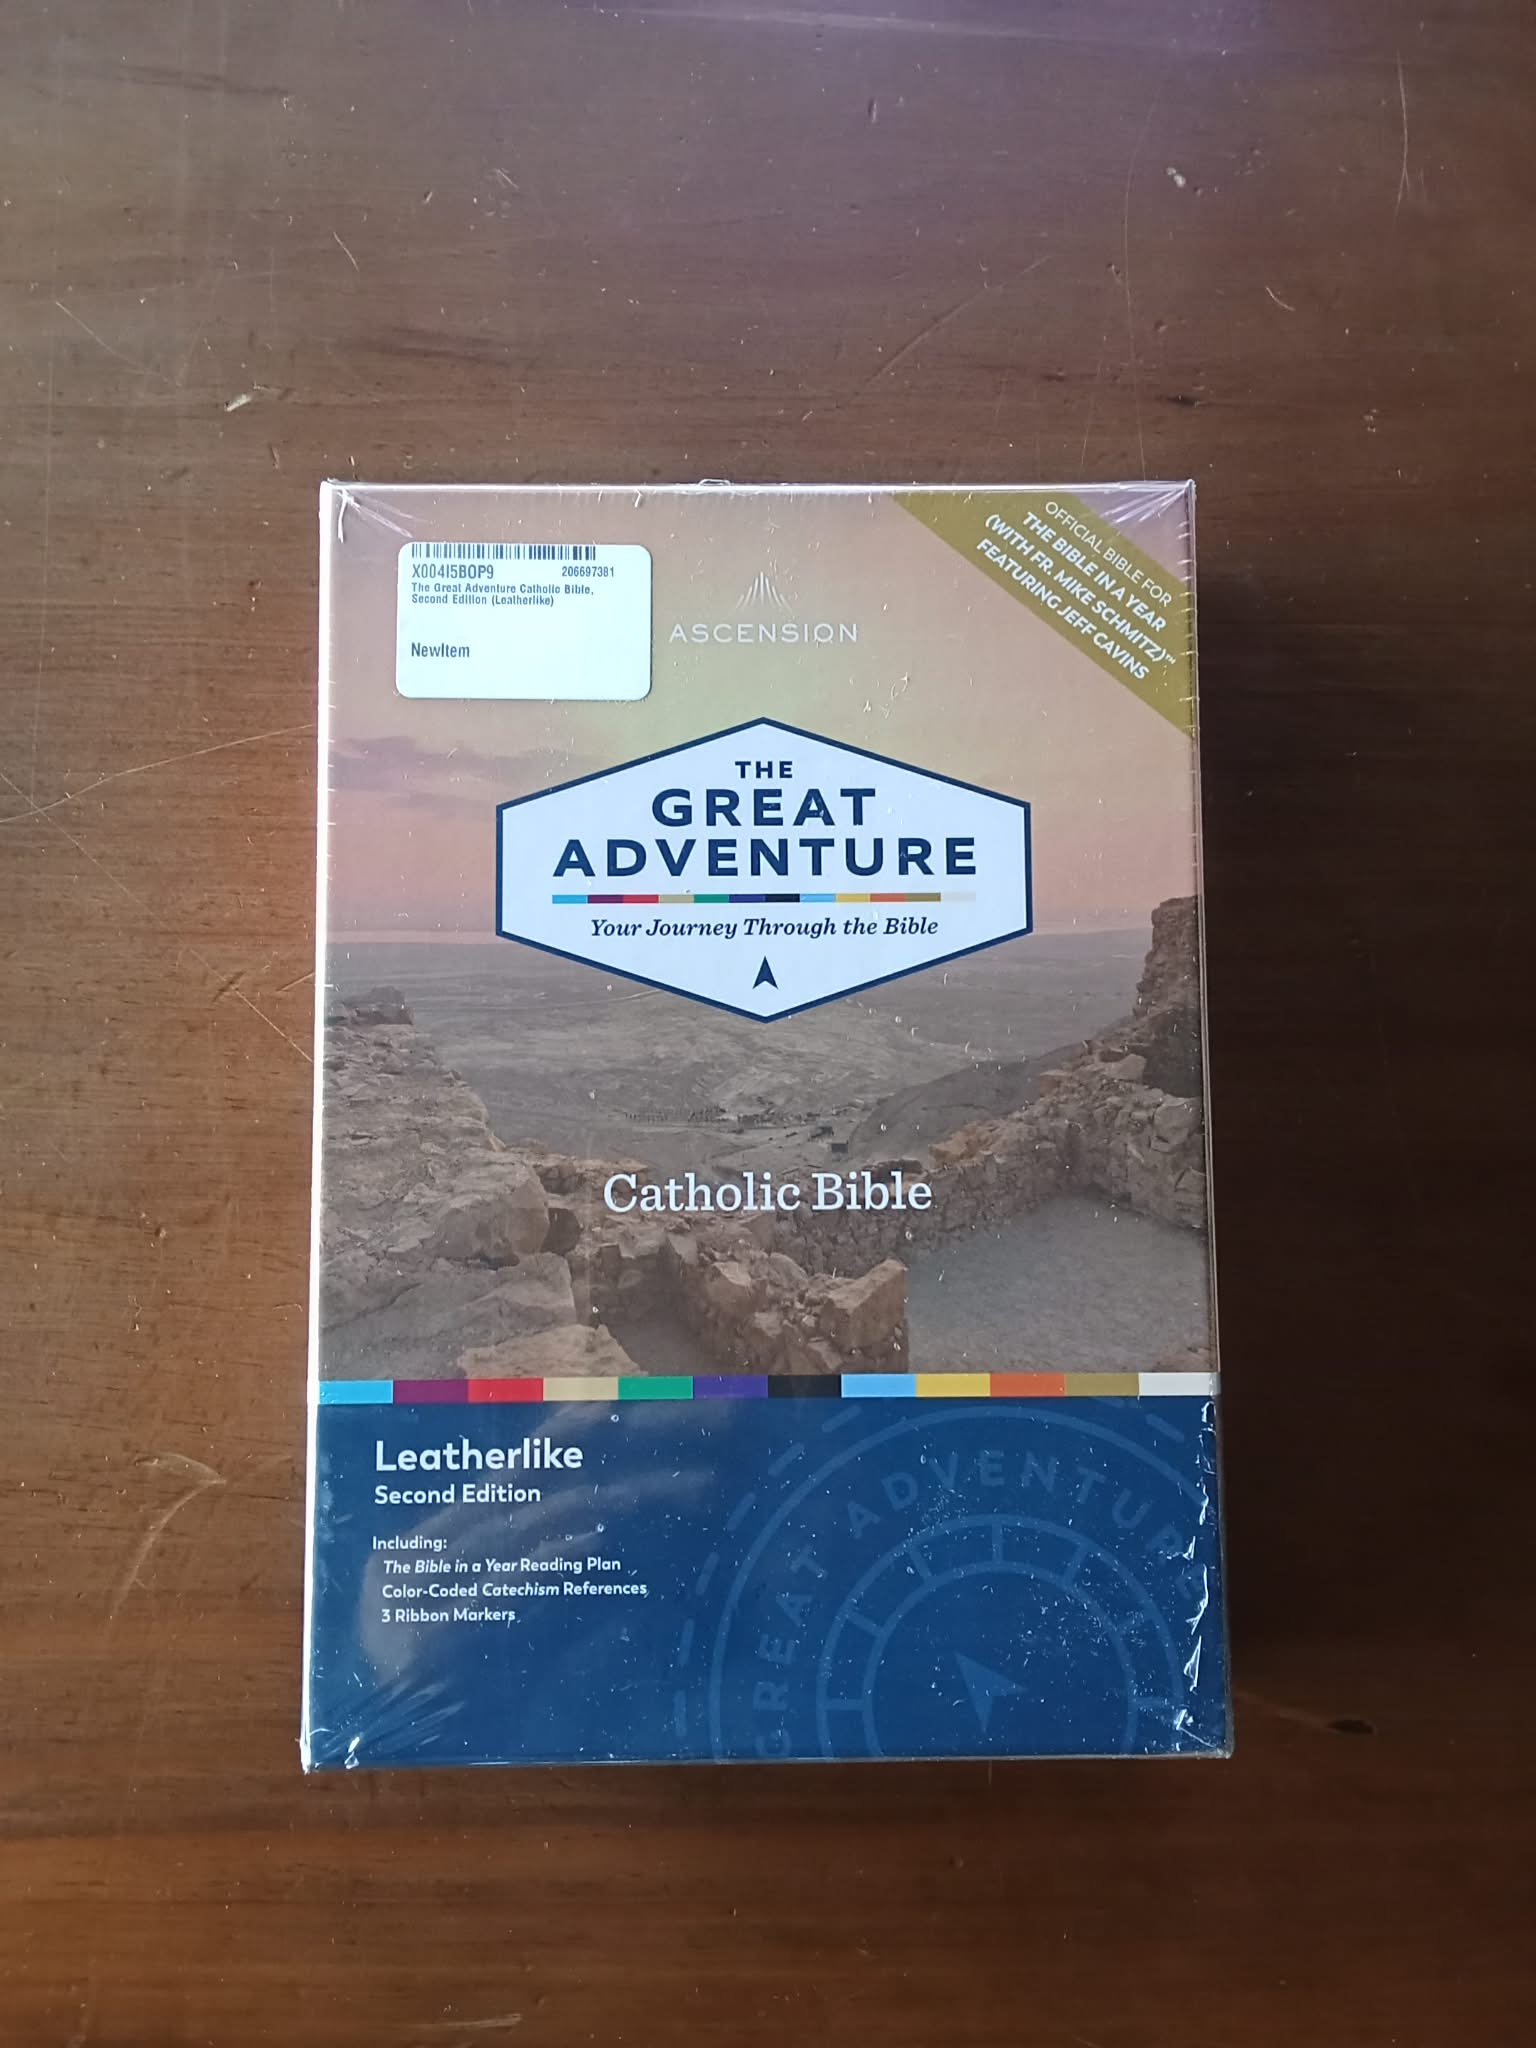 X004I5BOP9 206697381
The Great Adventure Catholic Bible,
Second Edition (Leatherlike)
NewItem
ASCENSION
OFFICIAL BIBLE FOR
THE BIBLE IN A YEAR
(WITH FR. MIKE SCHMITZ)™
FEATURING JEFF CAVINS
THE
GREAT
ADVENTURE
Your Journey Through the Bible
Catholic Bible
Leatherlike
Second Edition
Including:
The Bible in a Year Reading Plan
Color-Coded Catechism References
3 Ribbon Markers
GREAT ADVENTURE